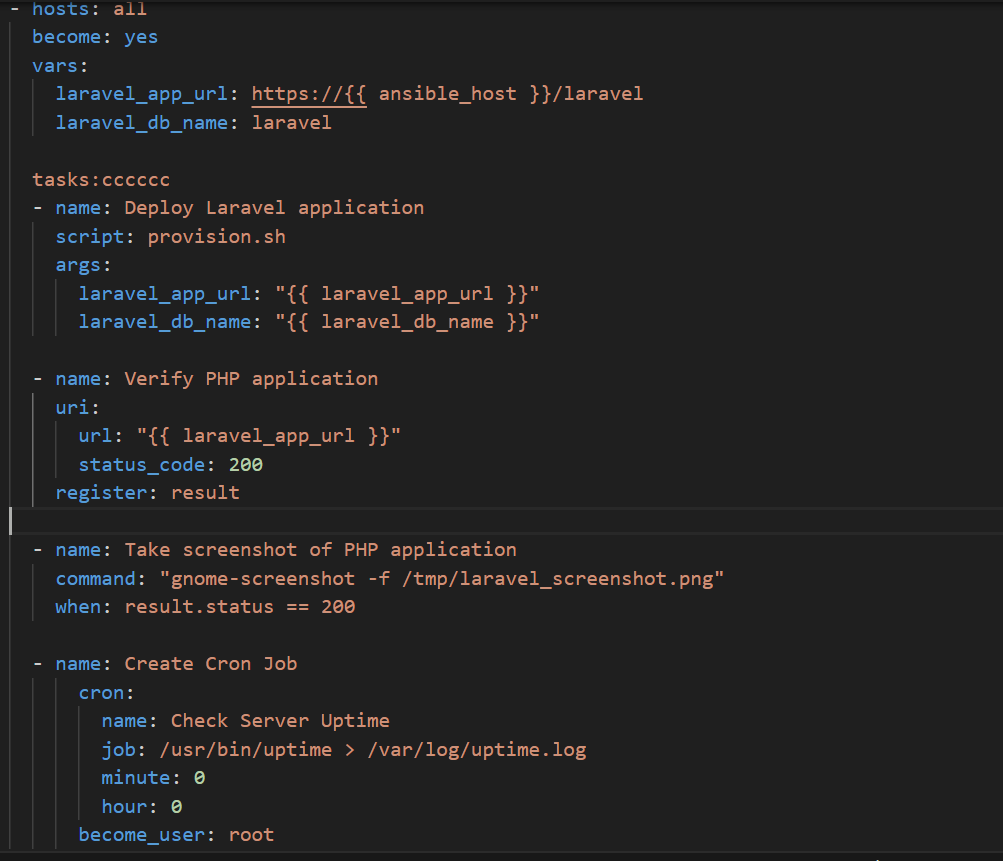 - hosts: all
  become: yes
  vars:
    laravel_app_url: https://{{ ansible_host }}/laravel
    laravel_db_name: laravel
  tasks:cccccc
  - name: Deploy Laravel application
    script: provision.sh
    args:
      laravel_app_url: "{{ laravel_app_url }}"
      laravel_db_name: "{{ laravel_db_name }}"
  - name: Verify PHP application
    uri:
      url: "{{ laravel_app_url }}"
      status_code: 200
    register: result
  - name: Take screenshot of PHP application
    command: "gnome-screenshot -f /tmp/laravel_screenshot.png"
    when: result.status == 200
  - name: Create Cron Job
      cron:
        name: Check Server Uptime
        job: /usr/bin/uptime > /var/log/uptime.log
        minute: 0
        hour: 0
      become_user: root